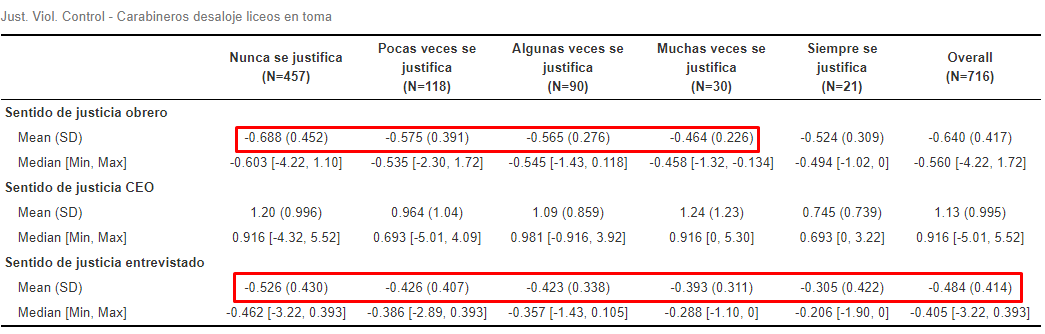 Just. Viol. Control - Carabineros desaloje liceos en toma
Nunca se justifica (N=457) Pocas veces se justifica (N=118) Algunas veces se justifica (N=90) Muchas veces se justifica (N=30) Siempre se justifica (N=21) Overall (N=716)
Sentido de justicia obrero
Mean (SD) -0.688 (0.452) -0.575 (0.391) -0.565 (0.276) -0.464 (0.226) -0.524 (0.309) -0.640 (0.417)
Median [Min, Max] -0.603 [-4.22, 1.10] -0.535 [-2.30, 1.72] -0.545 [-1.43, 0.118] -0.458 [-1.32, -0.134] -0.494 [-1.02, 0] -0.560 [-4.22, 1.72]
Sentido de justicia CEO
Mean (SD) 1.20 (0.996) 0.964 (1.04) 1.09 (0.859) 1.24 (1.23) 0.745 (0.739) 1.13 (0.995)
Median [Min, Max] 0.916 [-4.32, 5.52] 0.693 [-5.01, 4.09] 0.981 [-0.916, 3.92] 0.916 [0, 5.30] 0.693 [0, 3.22] 0.916 [-5.01, 5.52]
Sentido de justicia entrevistado
Mean (SD) -0.526 (0.430) -0.426 (0.407) -0.423 (0.338) -0.393 (0.311) -0.305 (0.422) -0.484 (0.414)
Median [Min, Max] -0.462 [-3.22, 0.393] -0.386 [-2.89, 0.393] -0.357 [-1.43, 0.105] -0.288 [-1.10, 0] -0.206 [-1.90, 0] -0.405 [-3.22, 0.393]